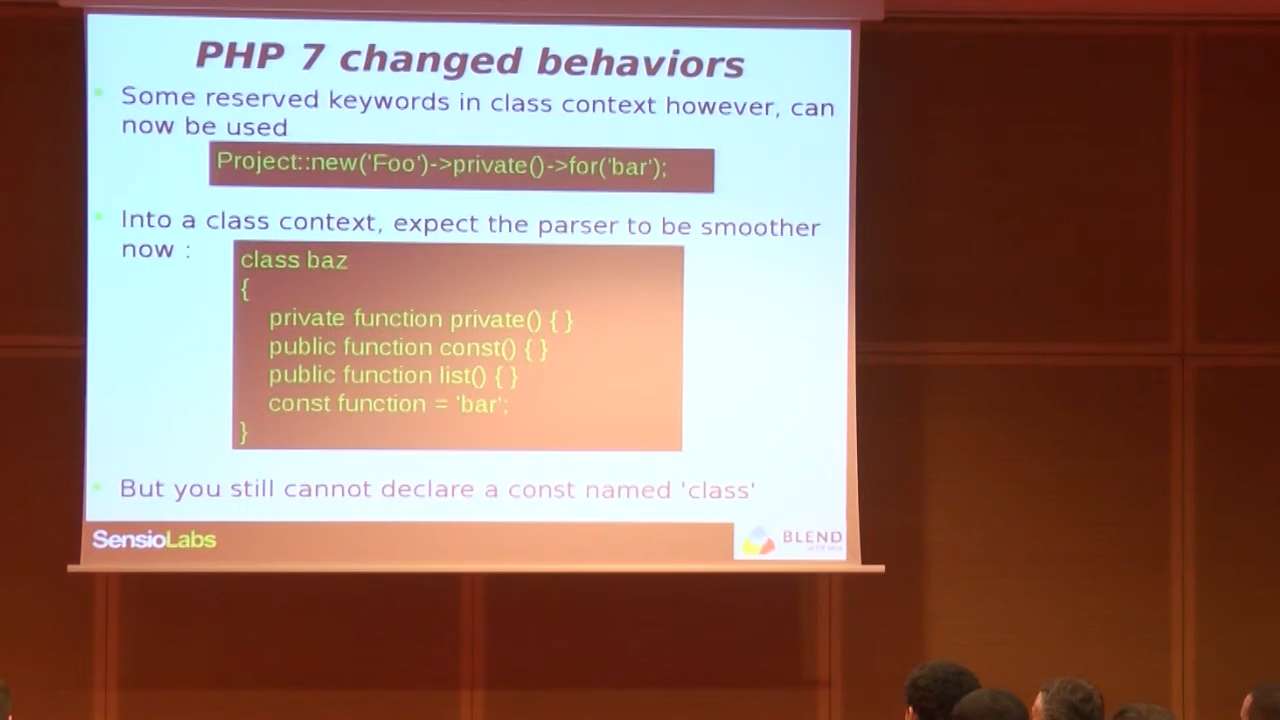 PHP 7 changed behaviors
Some reserved keywords in class context however, can
now be used
Project::new('Foo')->private()->for('bar');
Into a class context, expect the parser to be smoother
now :
class baz
{
private function private() { }
public function const() { }
public function list() { }
const function = 'bar';
}
But you still cannot declare a const named 'class'
SensioLabs
BLEND